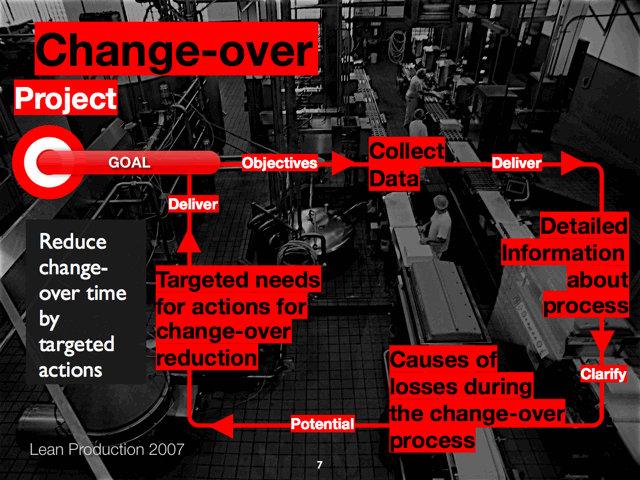 Change-over
Project
GOAL
Objectives
Collect
Data
Deliver
Detailed
Information
about
process
Clarify
Causes of
losses during
the change-over
process
Potential
Targeted needs
for actions for
change-over
reduction
Deliver
Reduce
change-
over time
by
targeted
actions
Lean Production 2007
7